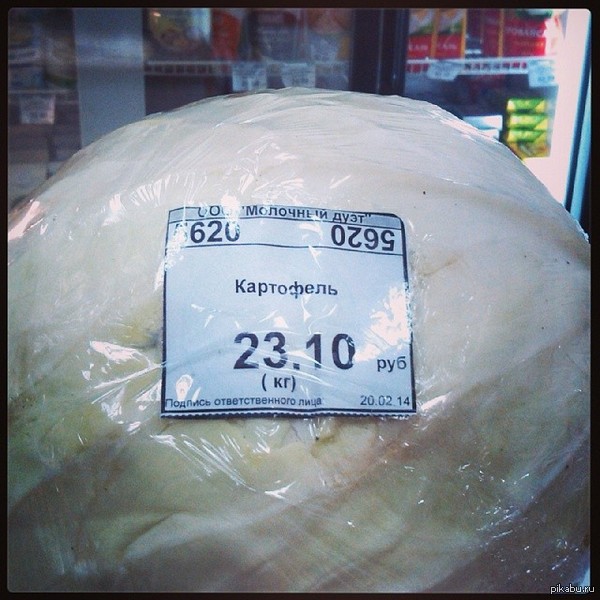 ООО "Молочный дуэт"
5620 5620
Картофель
23.10 руб
( кг)
Подпись ответственного лица 20.02.14
pikabu.ru